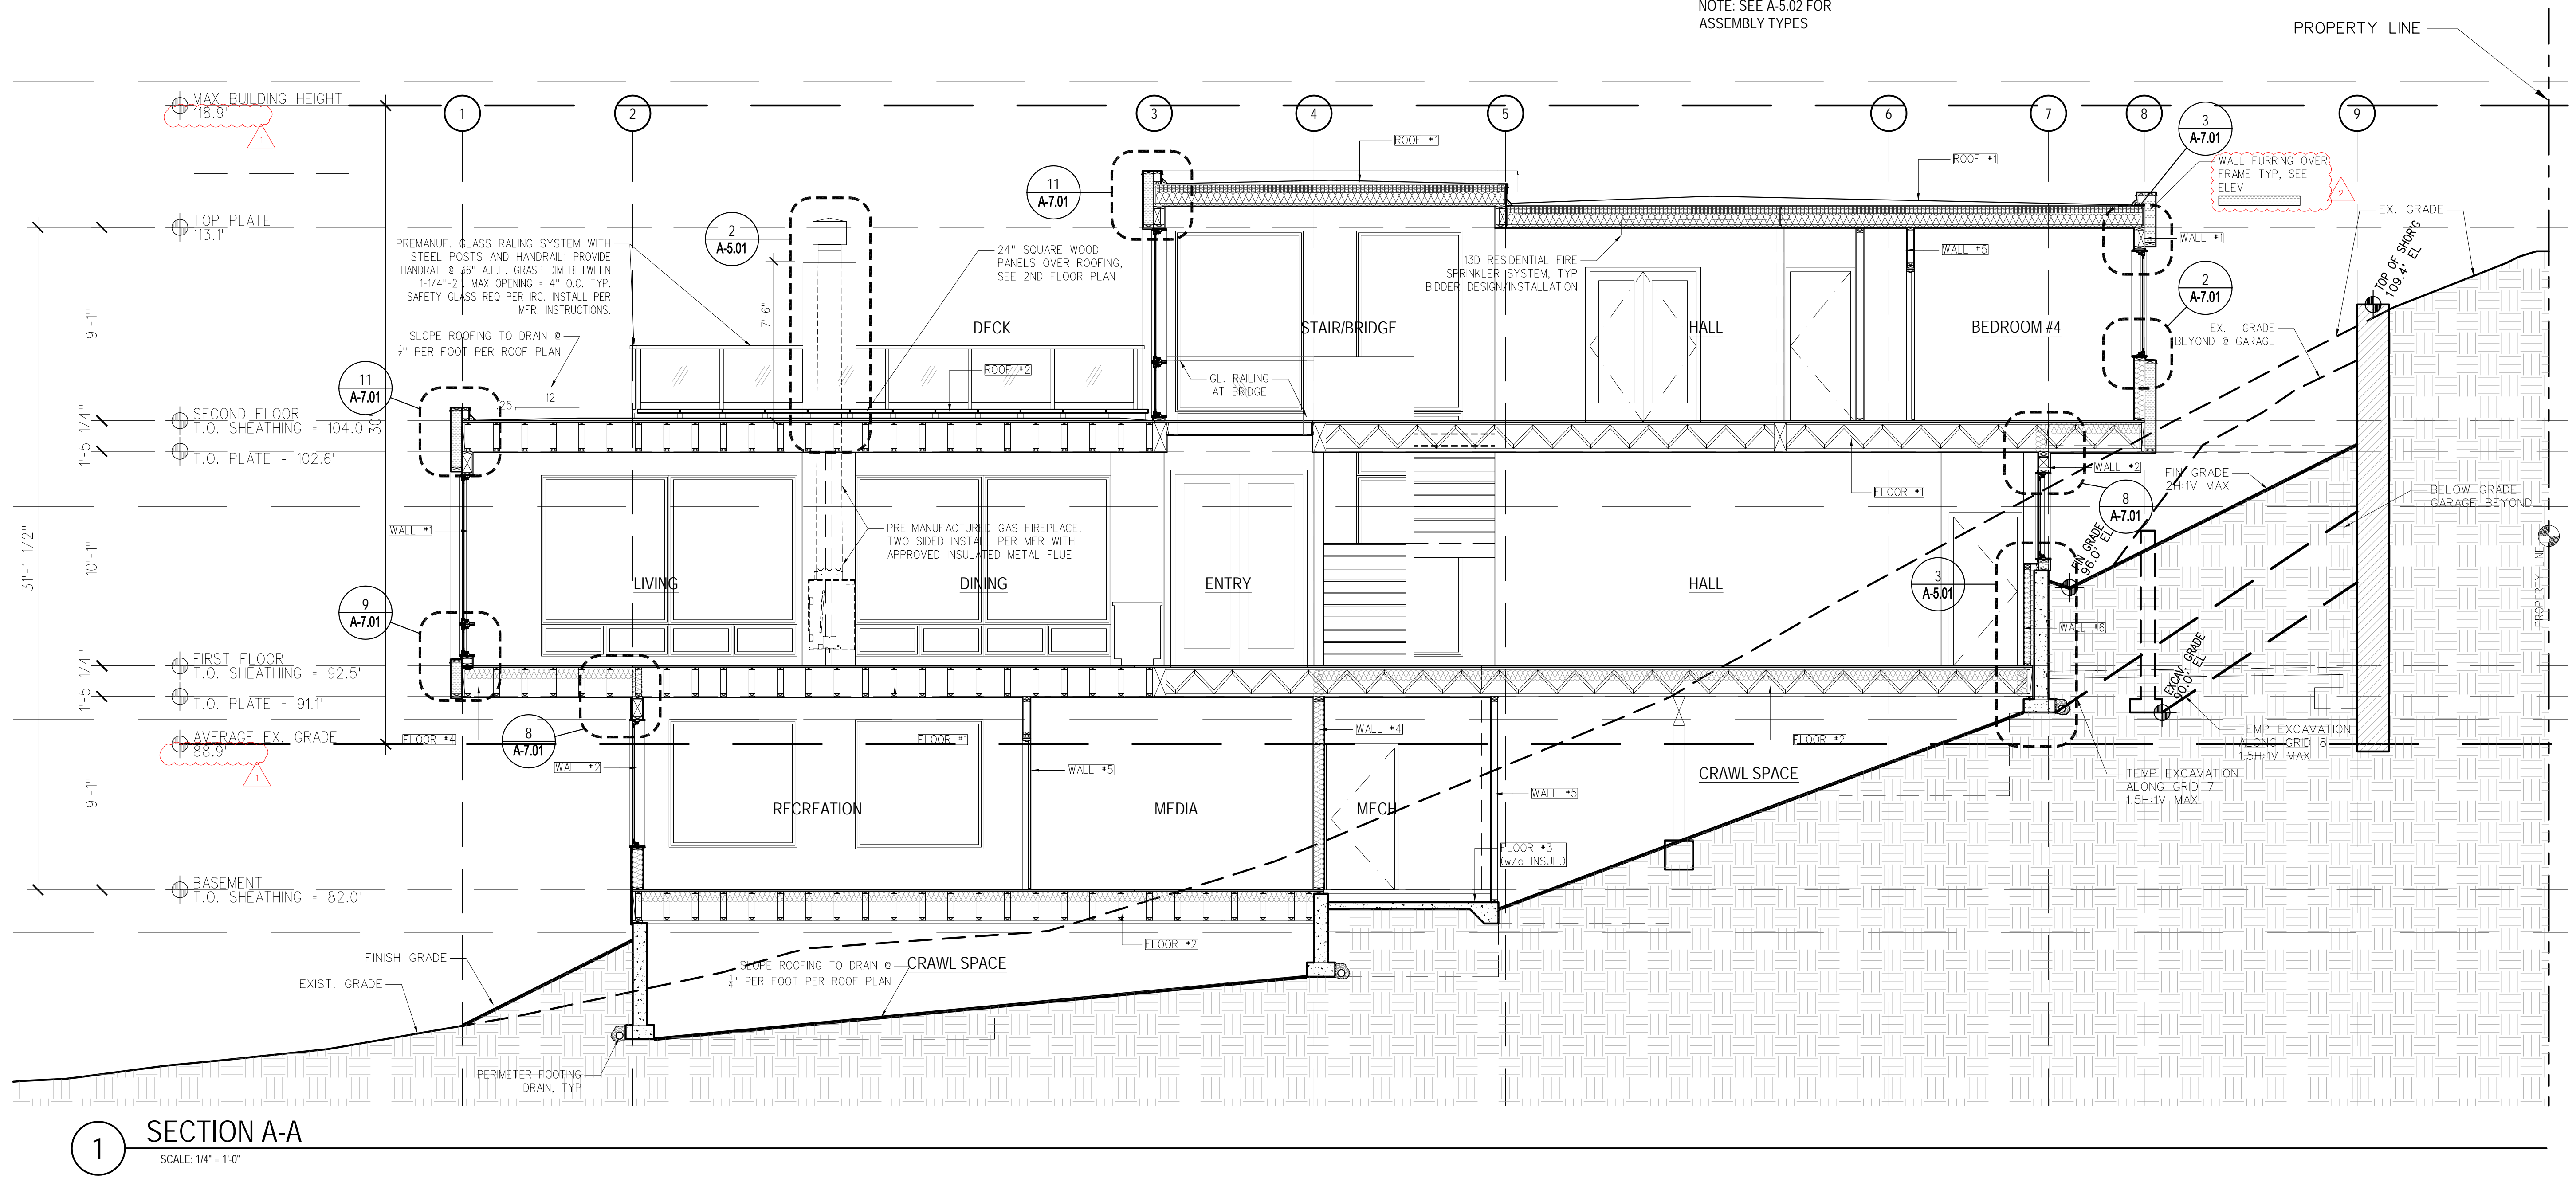 NOTE: SEE A-5.02 FOR
ASSEMBLY TYPES
PROPERTY LINE
MAX BUILDING HEIGHT
118.9'
1
1
2
3
4
5
6
7
8
9
3
A-7.01
WALL FURRING OVER
FRAME TYP, SEE
ELEV
2
ROOF #1
ROOF #1
11
A-7.01
EX. GRADE
TOP PLATE
113.1'
2
A-5.01
PREMANUF. GLASS RALING SYSTEM WITH
STEEL POSTS AND HANDRAIL; PROVIDE
HANDRAIL @ 36" A.F.F. GRASP DIM BETWEEN
1-1/4"-2". MAX OPENING = 4" O.C. TYP.
SAFETY GLASS REQ PER IRC. INSTALL PER
MFR. INSTRUCTIONS.
24" SQUARE WOOD
PANELS OVER ROOFING,
SEE 2ND FLOOR PLAN
13D RESIDENTIAL FIRE
SPRINKLER SYSTEM, TYP
BIDDER DESIGN/INSTALLATION
WALL #5
WALL #1
TOP OF SHOR'G
109.4' EL
2
A-7.01
7'-6"
9'-1"
DECK
STAIR/BRIDGE
HALL
BEDROOM #4
EX. GRADE
BEYOND @ GARAGE
SLOPE ROOFING TO DRAIN @
1/4" PER FOOT PER ROOF PLAN
11
A-7.01
ROOF #2
GL. RAILING
AT BRIDGE
12
.25
SECOND FLOOR
T.O. SHEATHING = 104.0'
30'
1'-5 1/4"
T.O. PLATE = 102.6'
WALL #2
FIN GRADE
2H:1V MAX
FLOOR #1
8
A-7.01
BELOW GRADE
GARAGE BEYOND
WALL #1
PRE-MANUFACTURED GAS FIREPLACE,
TWO SIDED INSTALL PER MFR WITH
APPROVED INSULATED METAL FLUE
31'-1 1/2"
10'-1"
FIN GRADE
96.0' EL
PROPERTY LINE
LIVING
DINING
ENTRY
HALL
3
A-5.01
9
A-7.01
WALL #6
FIRST FLOOR
T.O. SHEATHING = 92.5'
1'-5 1/4"
T.O. PLATE = 91.1'
EXCAV. GRADE
90.0' EL
AVERAGE EX. GRADE
88.9'
1
FLOOR #4
8
A-7.01
FLOOR #1
WALL #4
FLOOR #2
TEMP EXCAVATION
ALONG GRID 8
1.5H:1V MAX
WALL #2
WALL #5
CRAWL SPACE
TEMP EXCAVATION
ALONG GRID 7
1.5H:1V MAX
9'-1"
WALL #5
RECREATION
MEDIA
MECH
FLOOR #3
(w/o INSUL.)
BASEMENT
T.O. SHEATHING = 82.0'
FLOOR #2
FINISH GRADE
SLOPE ROOFING TO DRAIN @
1/4" PER FOOT PER ROOF PLAN
CRAWL SPACE
EXIST. GRADE
PERIMETER FOOTING
DRAIN, TYP
1
SECTION A-A
SCALE: 1/4" = 1'-0"